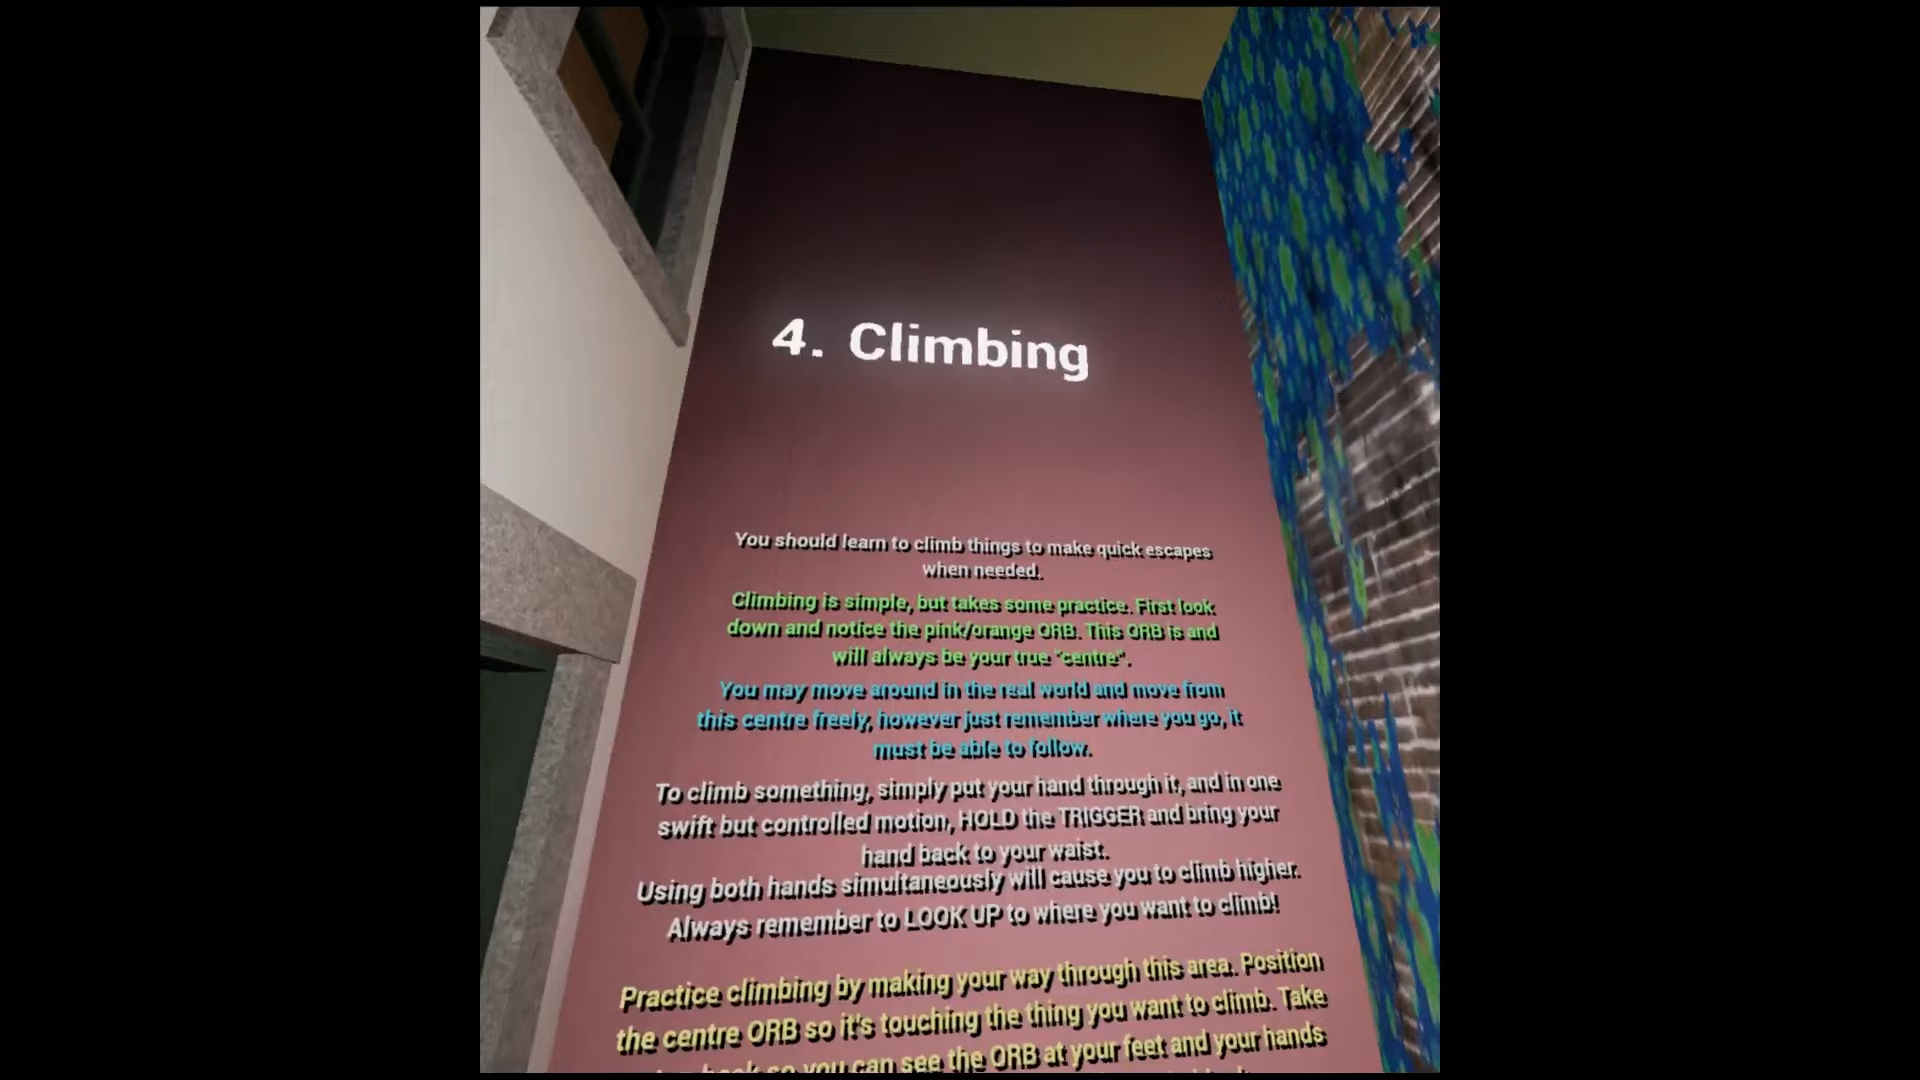 4. Climbing
You should learn to climb things to make quick escapes
when needed.
Climbing is simple, but takes some practice. First look
down and notice the pink/orange ORB. This ORB is and
will always be your true "centre".
You may move around in the real world and move from
this centre freely, however just remember where you go, it
must be able to follow.
To climb something, simply put your hand through it, and in one
swift but controlled motion, HOLD the TRIGGER and bring your
hand back to your waist.
Using both hands simultaneously will cause you to climb higher.
Always remember to LOOK UP to where you want to climb!
Practice climbing by making your way through this area. Position
the centre ORB so it's touching the thing you want to climb. Take
back so you can see the ORB at your feet and your hands